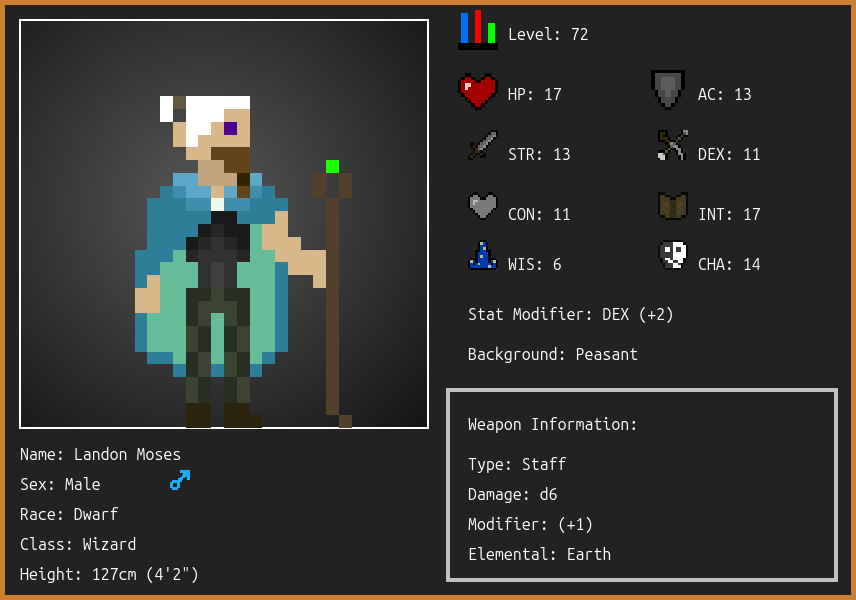 Level: 72
HP: 17
AC: 13
STR: 13
DEX: 11
CON: 11
INT: 17
WIS: 6
CHA: 14
Stat Modifier: DEX (+2)
Background: Peasant
Weapon Information:
Type: Staff
Damage: d6
Modifier: (+1)
Elemental: Earth
Name: Landon Moses
Sex: Male
Race: Dwarf
Class: Wizard
Height: 127cm (4'2")